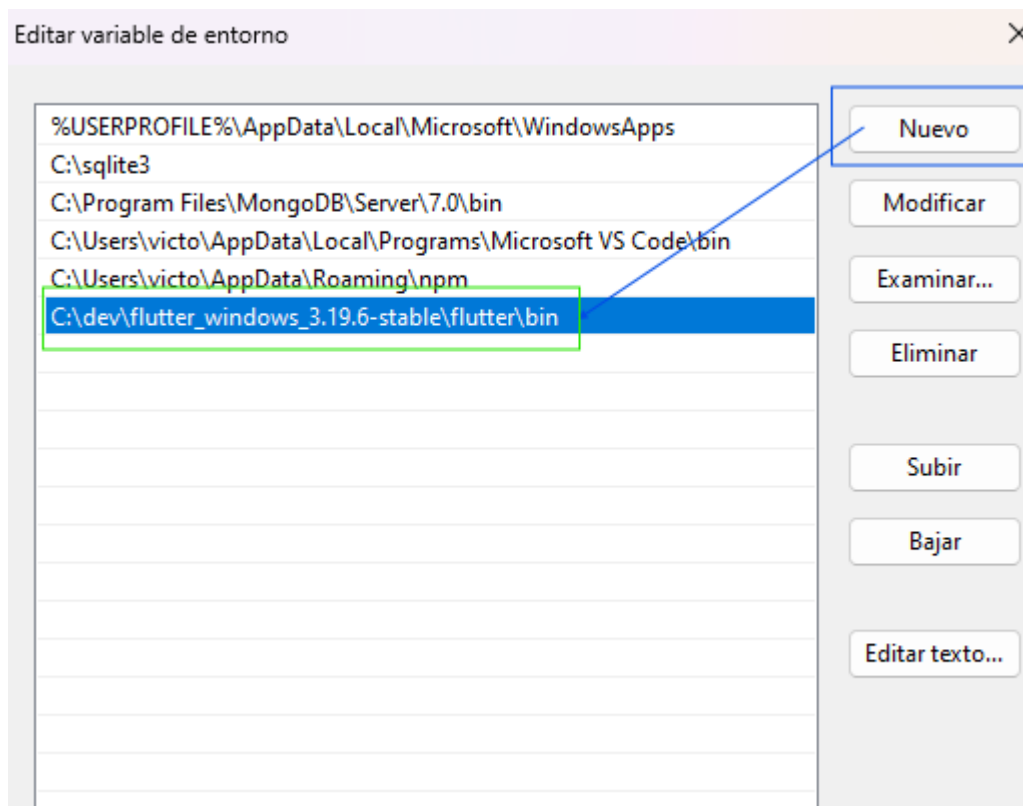 Editar variable de entorno
%USERPROFILE%\AppData\Local\Microsoft\WindowsApps
C:\sqlite3
C:\Program Files\MongoDB\Server\7.0\bin
C:\Users\victo\AppData\Local\Programs\Microsoft VS Code\bin
C:\Users\victo\AppData\Roaming\npm
C:\dev\flutter_windows_3.19.6-stable\flutter\bin
Nuevo
Modificar
Examinar...
Eliminar
Subir
Bajar
Editar texto...